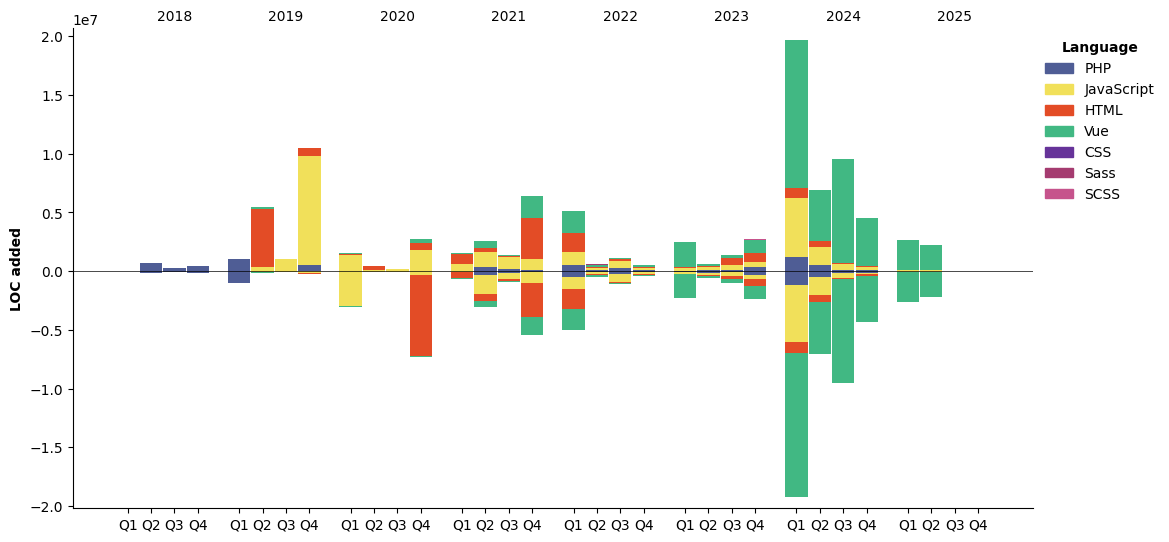 1e7
2018 2019 2020 2021 2022 2023 2024 2025
2.0
1.5
1.0
0.5
0.0
−0.5
−1.0
−1.5
−2.0
LOC added
Q1 Q2 Q3 Q4 Q1 Q2 Q3 Q4 Q1 Q2 Q3 Q4 Q1 Q2 Q3 Q4 Q1 Q2 Q3 Q4 Q1 Q2 Q3 Q4 Q1 Q2 Q3 Q4 Q1 Q2 Q3 Q4
Language
PHP
JavaScript
HTML
Vue
CSS
Sass
SCSS